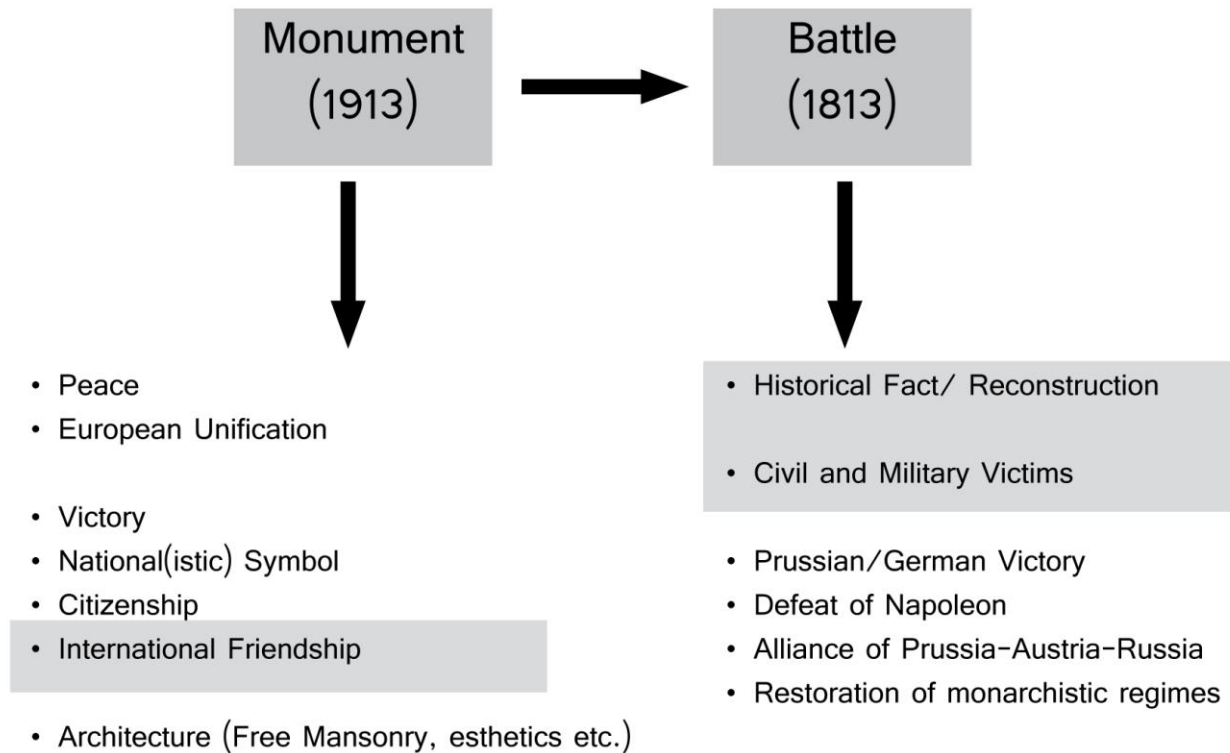 Monument
(1913)
Battle
(1813)
• Peace
• European Unification
• Victory
• National(istic) Symbol
• Citizenship
• International Friendship
• Architecture (Free Mansonry, esthetics etc.)
• Historical Fact/ Reconstruction
• Civil and Military Victims
• Prussian/German Victory
• Defeat of Napoleon
• Alliance of Prussia-Austria-Russia
• Restoration of monarchistic regimes